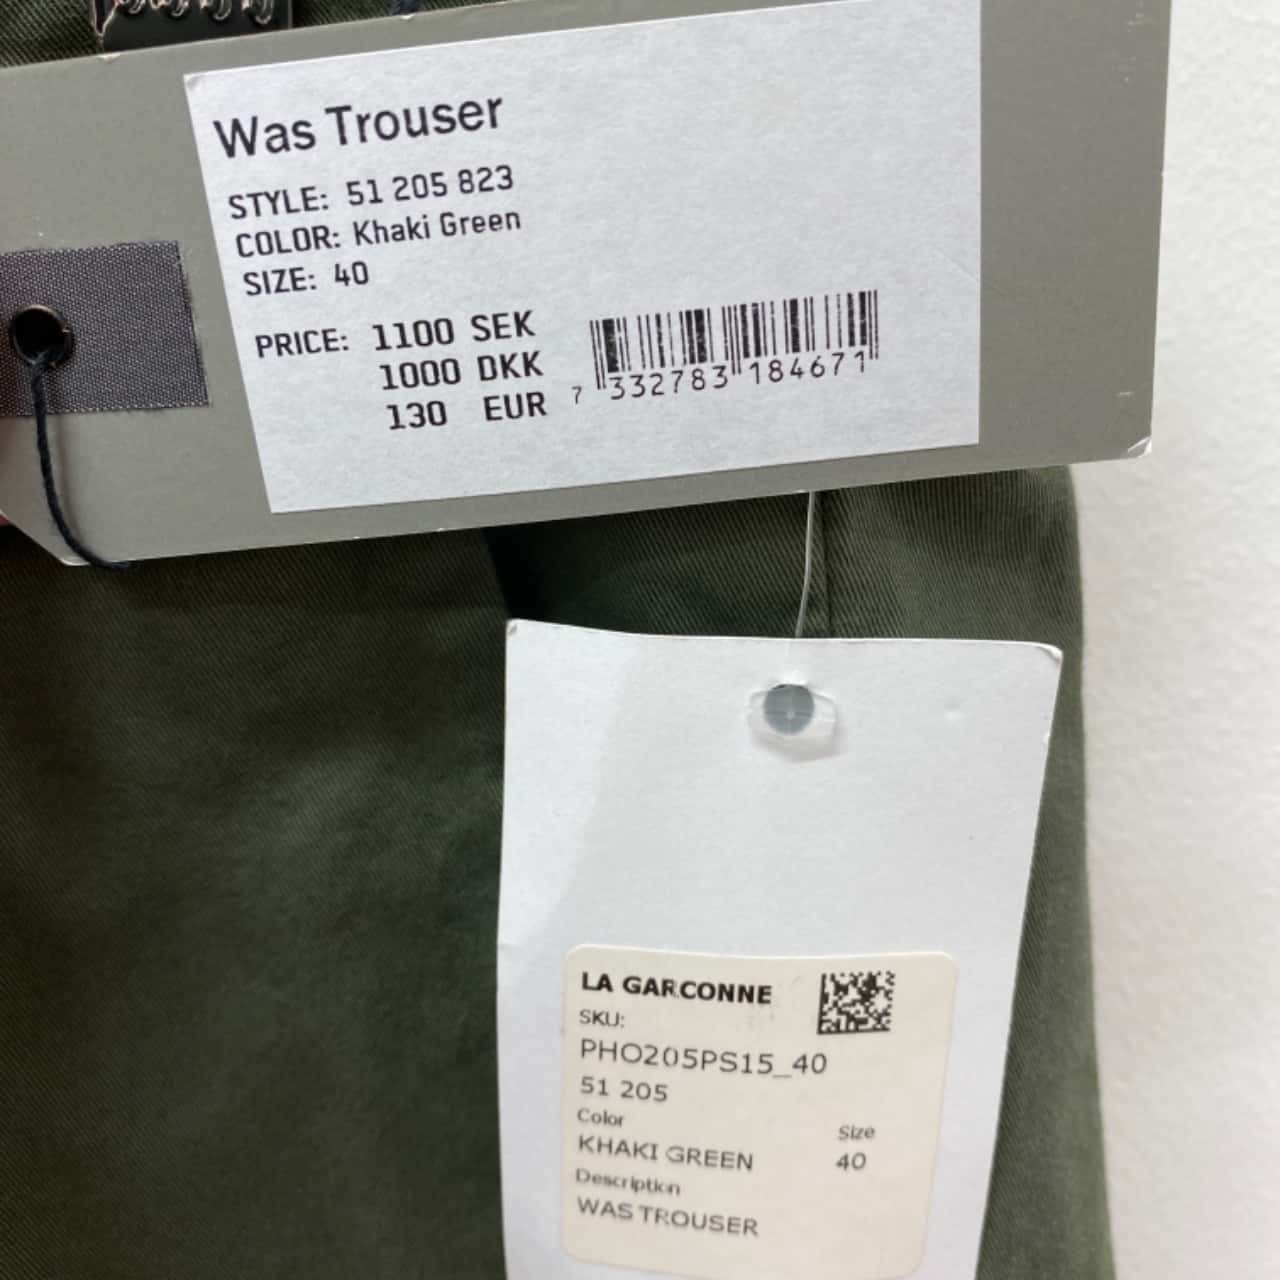 Was Trouser
STYLE: 51 205 823
COLOR: Khaki Green
SIZE: 40
PRICE: 1100 SEK
1000 DKK
130 EUR
7 332783 184671
LA GARCONNE
SKU:
PHO205PS15_40
51 205
Color Size
KHAKI GREEN 40
Description
WAS TROUSER